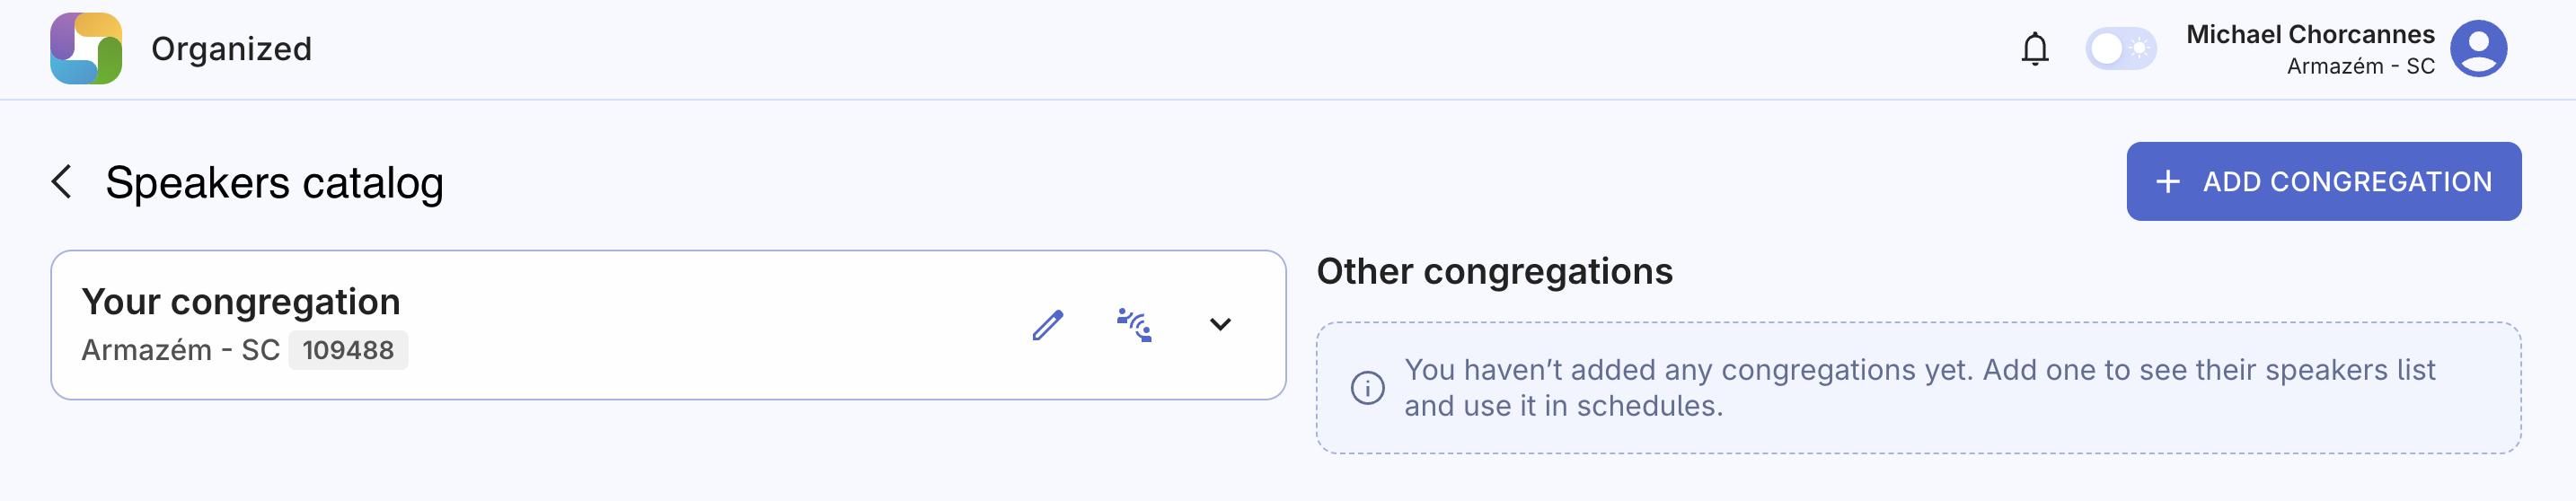 Organized
Michael Chorcannes
Armazém - SC
Speakers catalog
ADD CONGREGATION
Your congregation
Armazém - SC 109488
Other congregations
You haven’t added any congregations yet. Add one to see their speakers list
and use it in schedules.